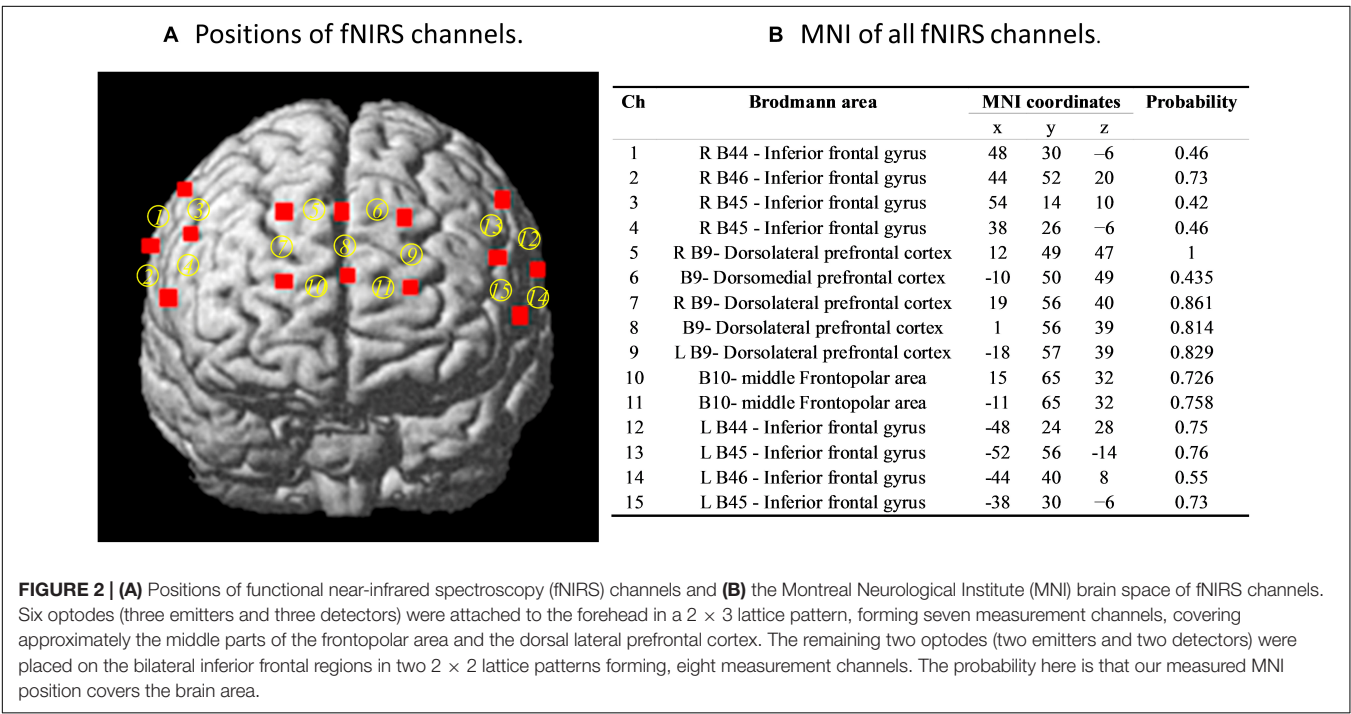 A Positions of fNIRS channels.
B MNI of all fNIRS channels.
1
3
2
4
5
6
7
8
9
10
11
13
12
15
14
Ch Brodmann area MNI coordinates Probability
x y z
1 R B44 - Inferior frontal gyrus 48 30 −6 0.46
2 R B46 - Inferior frontal gyrus 44 52 20 0.73
3 R B45 - Inferior frontal gyrus 54 14 10 0.42
4 R B45 - Inferior frontal gyrus 38 26 −6 0.46
5 R B9- Dorsolateral prefrontal cortex 12 49 47 1
6 B9- Dorsomedial prefrontal cortex -10 50 49 0.435
7 R B9- Dorsolateral prefrontal cortex 19 56 40 0.861
8 B9- Dorsolateral prefrontal cortex 1 56 39 0.814
9 L B9- Dorsolateral prefrontal cortex -18 57 39 0.829
10 B10- middle Frontopolar area 15 65 32 0.726
11 B10- middle Frontopolar area -11 65 32 0.758
12 L B44 - Inferior frontal gyrus -48 24 28 0.75
13 L B45 - Inferior frontal gyrus -52 56 -14 0.76
14 L B46 - Inferior frontal gyrus -44 40 8 0.55
15 L B45 - Inferior frontal gyrus -38 30 −6 0.73
FIGURE 2 | (A) Positions of functional near-infrared spectroscopy (fNIRS) channels and (B) the Montreal Neurological Institute (MNI) brain space of fNIRS channels.
Six optodes (three emitters and three detectors) were attached to the forehead in a 2 × 3 lattice pattern, forming seven measurement channels, covering
approximately the middle parts of the frontopolar area and the dorsal lateral prefrontal cortex. The remaining two optodes (two emitters and two detectors) were
placed on the bilateral inferior frontal regions in two 2 × 2 lattice patterns forming, eight measurement channels. The probability here is that our measured MNI
position covers the brain area.